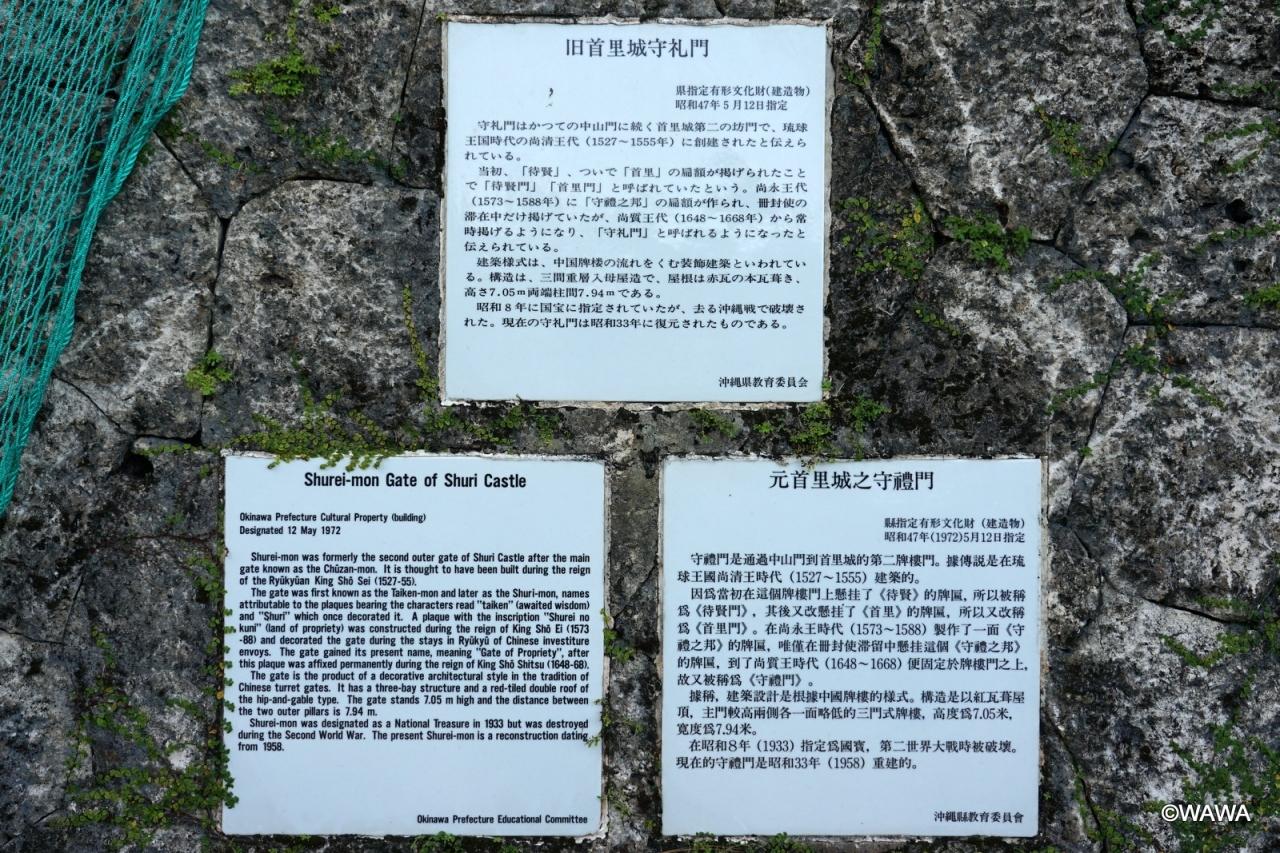 旧首里城守礼門
県指定有形文化財(建造物)
昭和47年5月12日指定
守礼門はかつての中山門に続く首里城第二の坊門で、琉球
王国時代の尚清王代（1527～1555年）に創建されたと伝えら
れている。
当初、「待賢」、ついで「首里」の扁額が掲げられたこと
で「待賢門」「首里門」と呼ばれていたという。尚永王代
（1573～1588年）に「守禮之邦」の扁額が作られ、冊封使の
滞在中だけ掲げていたが、尚質王代（1648～1668年）から常
時掲げるようになり、「守礼門」と呼ばれるようになったと
伝えられている。
建築様式は、中国牌楼の流れをくむ装飾建築といわれてい
る。構造は、三間重層入母屋造で、屋根は赤瓦の本瓦葺き、
高さ7.05m両端柱間7.94mである。
昭和8年に国宝に指定されていたが、去る沖縄戦で破壊さ
れた。現在の守礼門は昭和33年に復元されたものである。
沖縄県教育委員会
Shurei-mon Gate of Shuri Castle
Okinawa Prefecture Cultural Property (building)
Designated 12 May 1972
Shurei-mon was formerly the second outer gate of Shuri Castle after the main
gate known as the Chūzan-mon. It is thought to have been built during the reign
of the Ryūkyūan King Shō Sei (1527-55).
The gate was first known as the Taiken-mon and later as the Shuri-mon, names
attributable to the plaques bearing the characters read "taiken" (awaited wisdom)
and "Shuri" which once decorated it. A plaque with the inscription "Shurei no
kuni" (land of propriety) was constructed during the reign of King Shō Ei (1573
-88) and decorated the gate during the stays in Ryūkyū of Chinese investiture
envoys. The gate gained its present name, meaning "Gate of Propriety", after
this plaque was affixed permanently during the reign of King Shō Shitsu (1648-68).
The gate is the product of a decorative architectural style in the tradition of
Chinese turret gates. It has a three-bay structure and a red-tiled double roof of
the hip-and-gable type. The gate stands 7.05 m high and the distance between
the two outer pillars is 7.94 m.
Shurei-mon was designated as a National Treasure in 1933 but was destroyed
during the Second World War. The present Shurei-mon is a reconstruction dating
from 1958.
Okinawa Prefecture Educational Committee
元首里城之守禮門
縣指定有形文化財（建造物）
昭和47年(1972)5月12日指定
守禮門是通過中山門到首里城的第二牌樓門。據傳説是在琉
球王國尚清王時代（1527～1555）建築的。
因爲當初在這個牌樓門上懸挂了《待賢》的牌匾，所以被稱
爲《待賢門》，其後又改懸挂了《首里》的牌匾，所以又改稱
爲《首里門》。在尚永王時代（1573～1588）製作了一面《守
禮之邦》的牌匾，唯僅在冊封使滯留中懸挂這個《守禮之邦》
的牌匾，到了尚質王時代（1648～1668）便固定於牌樓門之上，
故又被稱爲《守禮門》。
據稱，建築設計是根據中國牌樓的樣式。構造是以紅瓦葺屋
頂，主門較高兩側各一面略低的三門式牌樓，高度爲7.05米，
寬度爲7.94米。
在昭和8年（1933）指定爲國寳，第二世界大戰時被破壞。
現在的守禮門是昭和33年（1958）重建的。
沖縄縣教育委員會
©WAWA